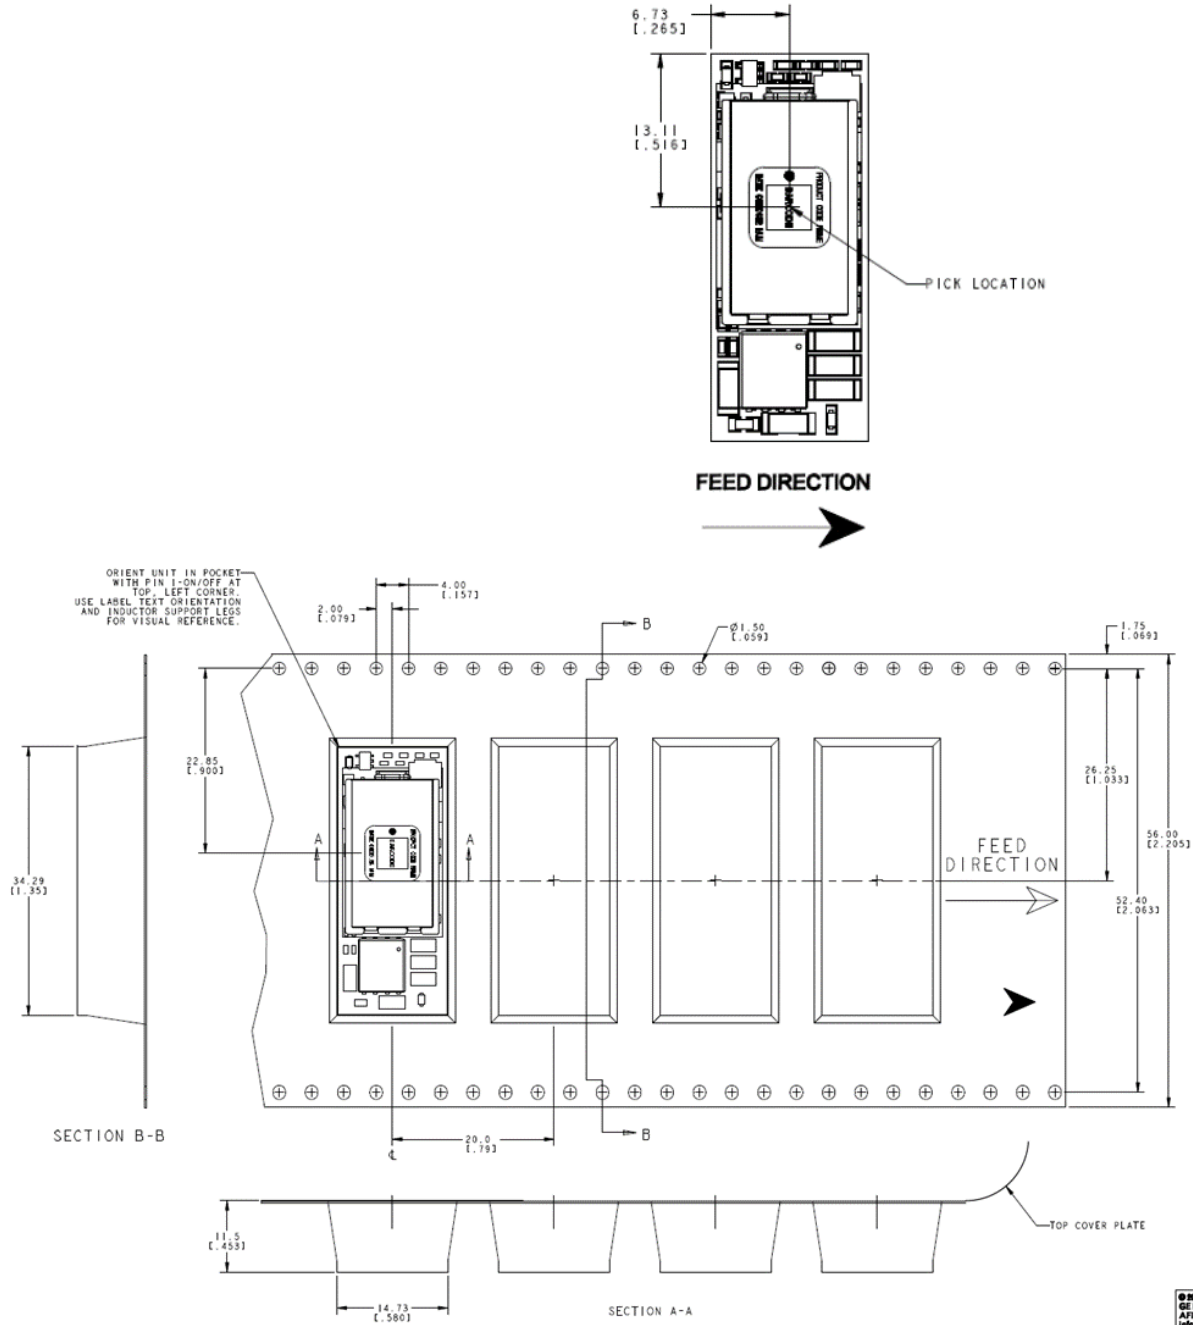 6.73
[.265]
13.11
[.516]
PRODUCT CODE
BARCODE
PICK LOCATION
FEED DIRECTION
ORIENT UNIT IN POCKET
WITH PIN 1-ON/OFF AT
TOP, LEFT CORNER.
USE LABEL TEXT ORIENTATION
AND INDUCTOR SUPPORT LEGS
FOR VISUAL REFERENCE.
4.00
[.157]
2.00
[.079]
B
Ø1.50
[.059]
1.75
[.069]
22.85
[.900]
26.25
[1.033]
A
A
56.00
[2.205]
FEED
DIRECTION
34.29
[1.35]
52.40
[2.063]
SECTION B-B
20.0
[.79]
B
11.5
[.453]
TOP COVER PLATE
14.73
[.580]
SECTION A-A